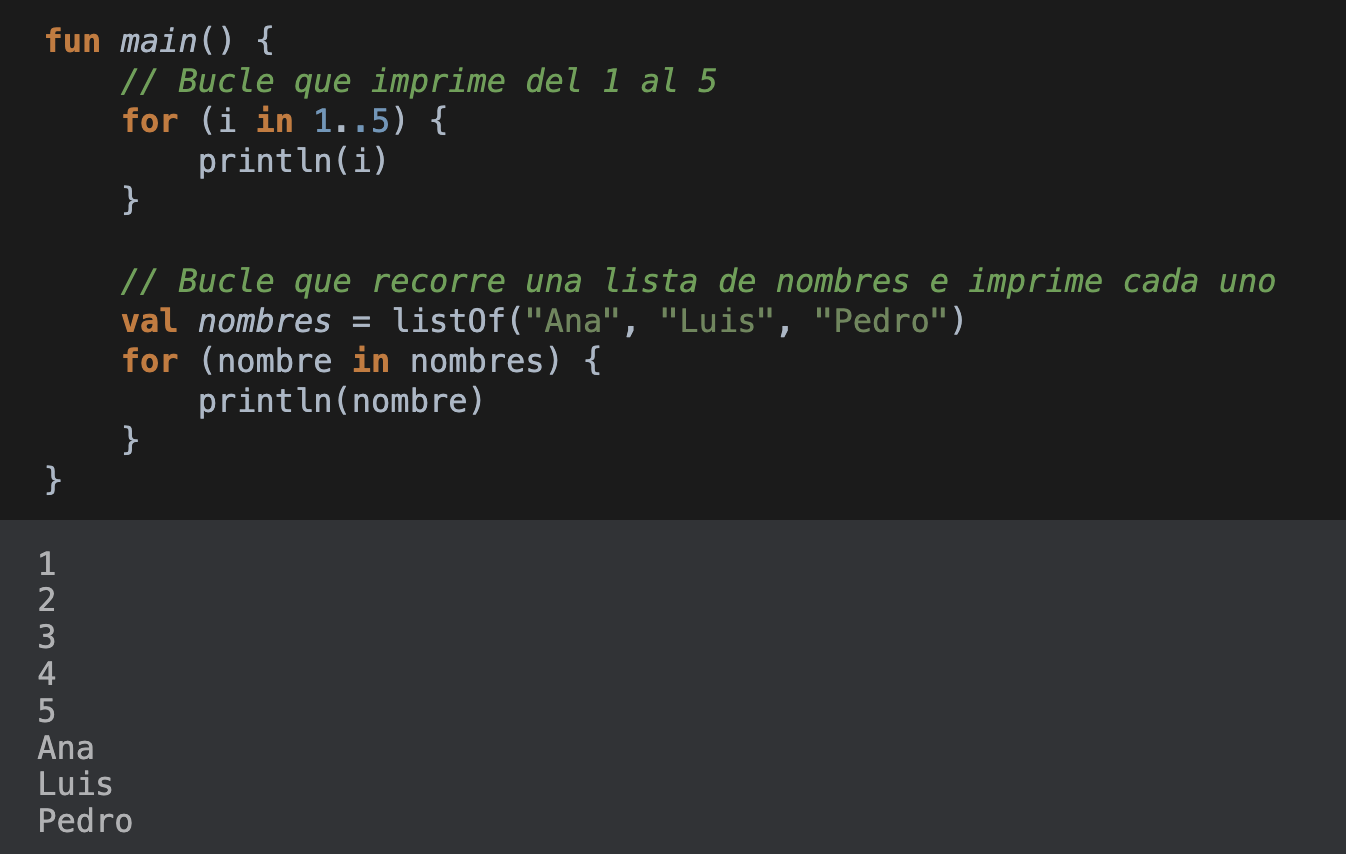 fun main() {
    // Bucle que imprime del 1 al 5
    for (i in 1..5) {
        println(i)
    }

    // Bucle que recorre una lista de nombres e imprime cada uno
    val nombres = listOf("Ana", "Luis", "Pedro")
    for (nombre in nombres) {
        println(nombre)
    }
}
1
2
3
4
5
Ana
Luis
Pedro